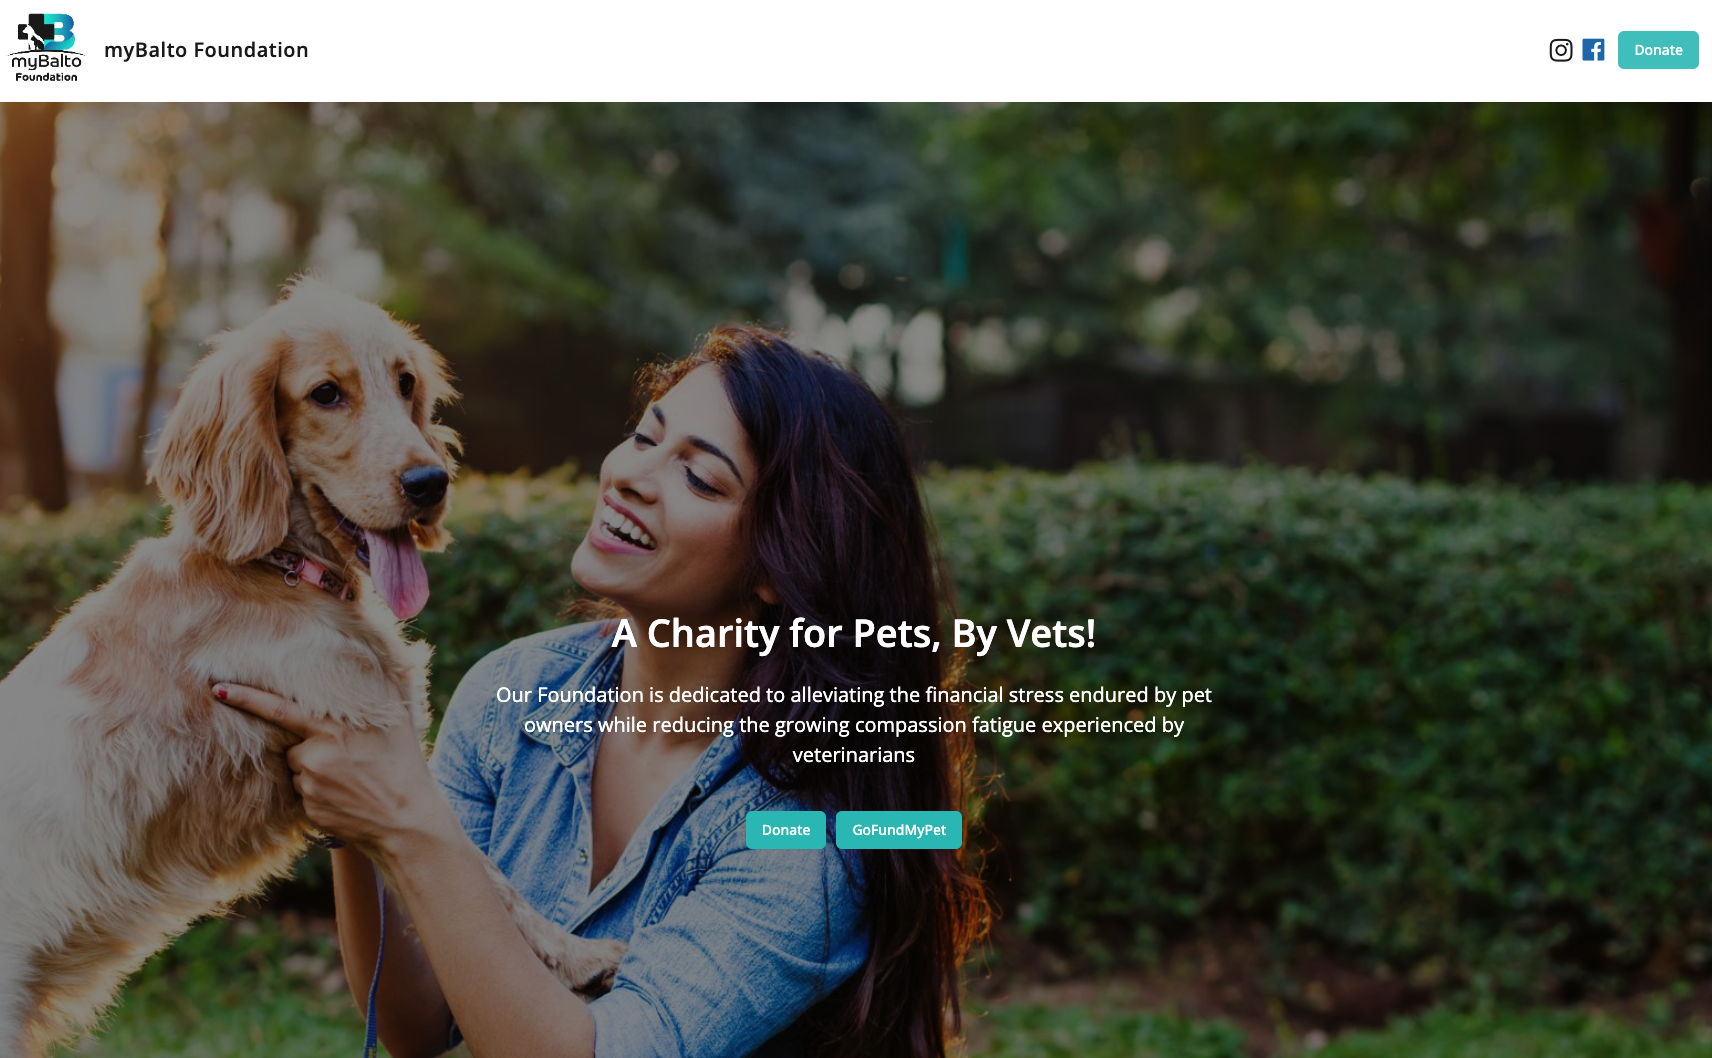 myBalto
Foundation
myBalto Foundation
Donate
A Charity for Pets, By Vets!
Our Foundation is dedicated to alleviating the financial stress endured by pet
owners while reducing the growing compassion fatigue experienced by
veterinarians
Donate
GoFundMyPet